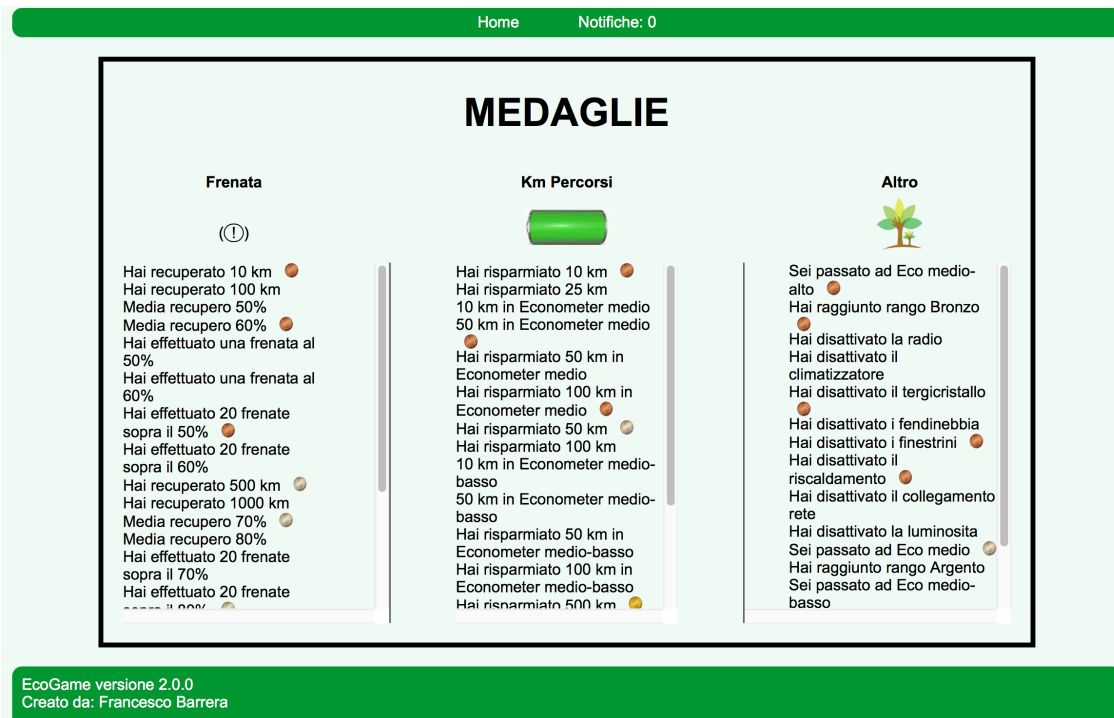 Home Notifiche: 0
MEDAGLIE
Frenata
(!)
Hai recuperato 10 km
Hai recuperato 100 km
Media recupero 50%
Media recupero 60%
Hai effettuato una frenata al
50%
Hai effettuato una frenata al
60%
Hai effettuato 20 frenate
sopra il 50%
Hai effettuato 20 frenate
sopra il 60%
Hai recuperato 500 km
Hai recuperato 1000 km
Media recupero 70%
Media recupero 80%
Hai effettuato 20 frenate
sopra il 70%
Hai effettuato 20 frenate
sopra il 80%
Km Percorsi
Hai risparmiato 10 km
Hai risparmiato 25 km
10 km in Econometer medio
50 km in Econometer medio
Hai risparmiato 50 km in
Econometer medio
Hai risparmiato 100 km in
Econometer medio
Hai risparmiato 50 km
Hai risparmiato 100 km
10 km in Econometer medio-
basso
50 km in Econometer medio-
basso
Hai risparmiato 50 km in
Econometer medio-basso
Hai risparmiato 100 km in
Econometer medio-basso
Hai risparmiato 500 km
Altro
Sei passato ad Eco medio-
alto
Hai raggiunto rango Bronzo
Hai disattivato la radio
Hai disattivato il
climatizzatore
Hai disattivato il tergicristallo
Hai disattivato i fendinebbia
Hai disattivato i finestrini
Hai disattivato il
riscaldamento
Hai disattivato il collegamento
rete
Hai disattivato la luminosita
Sei passato ad Eco medio
Hai raggiunto rango Argento
Sei passato ad Eco medio-
basso
EcoGame versione 2.0.0
Creato da: Francesco Barrera